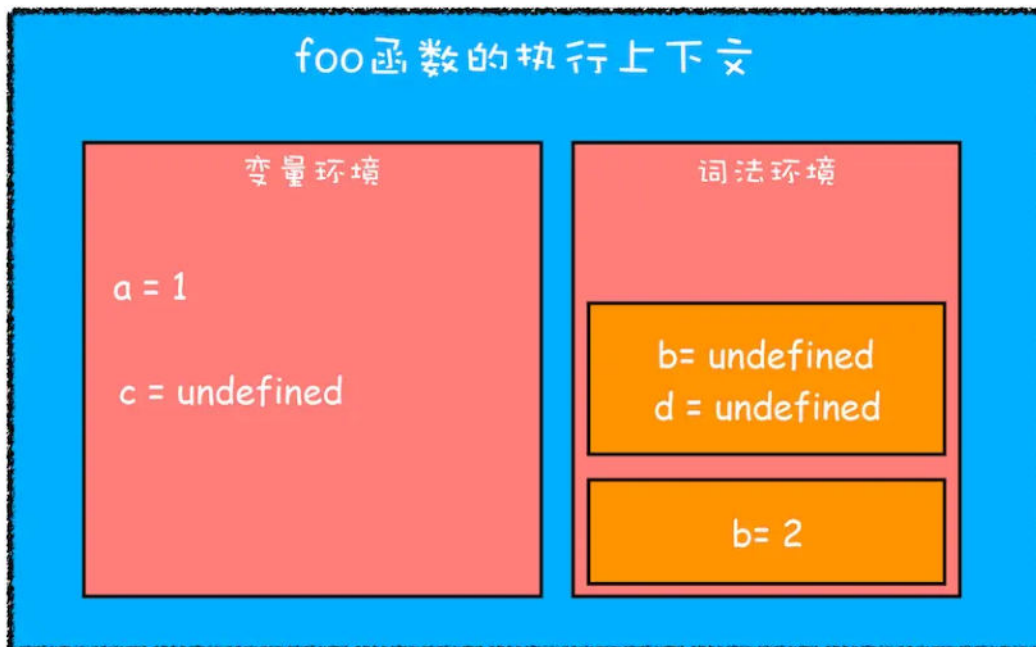 foo函数的执行上下文
变量环境
a = 1
c = undefined
词法环境
b= undefined
d = undefined
b= 2